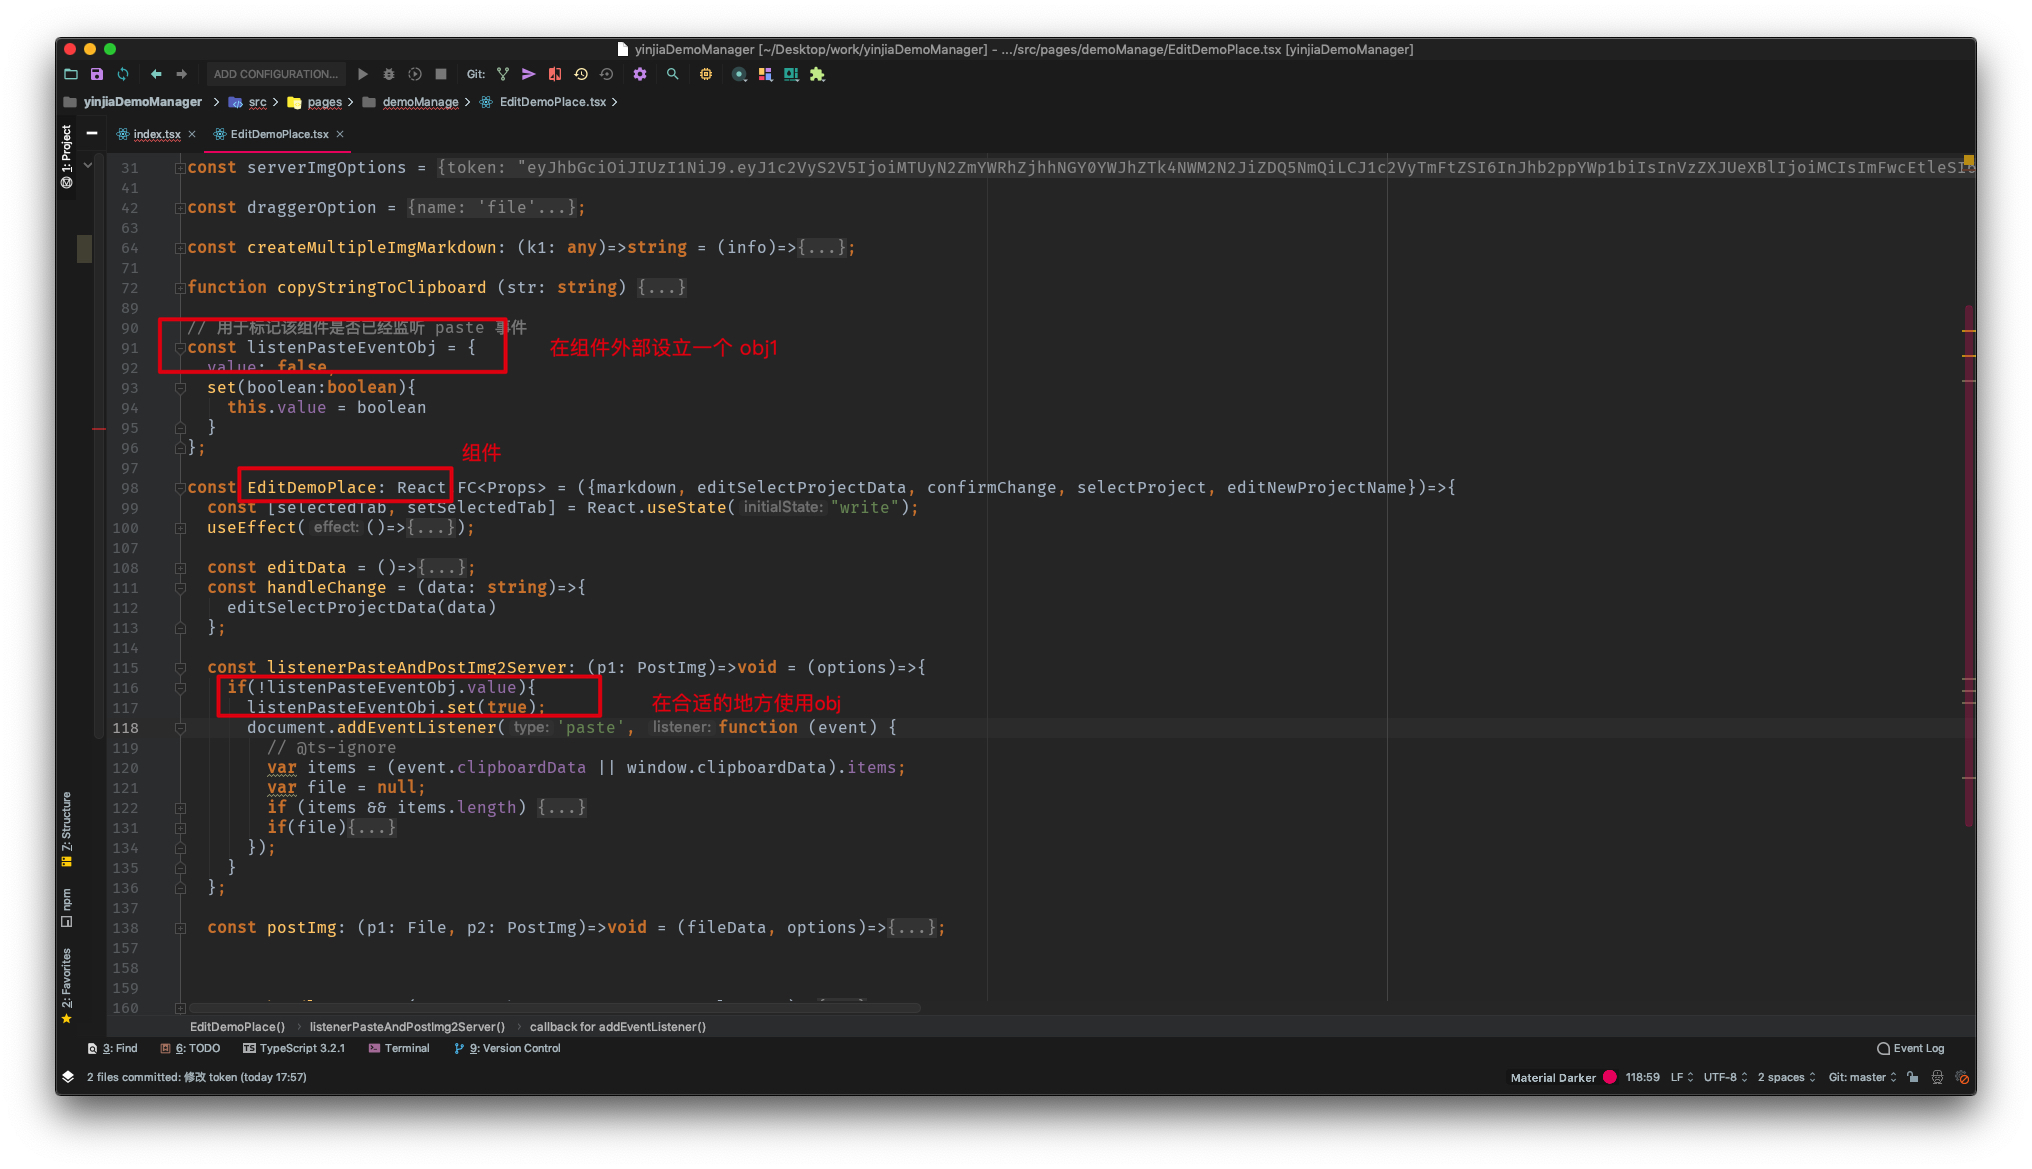 yinjiaDemoManager [~/Desktop/work/yinjiaDemoManager] - .../src/pages/demoManage/EditDemoPlace.tsx [yinjiaDemoManager]
ADD CONFIGURATION... Git:
yinjiaDemoManager src pages demoManage EditDemoPlace.tsx
1: Project
index.tsx EditDemoPlace.tsx
31 const serverImgOptions = {token: "eyJhbGciOiJIUzI1NiJ9.eyJ1c2VyS2V5IjoiMTUyN2ZmYWRhZjhhNGY0YWJhZTk4NWM2N2JiZDQ5NmQiLCJ1c2VyTmFtZSI6InJhb2ppYWp1biIsInVzZXJUeXBlIjoiMCIsImFwcEtleSI
41
42 const draggerOption = {name: 'file'...};
63
64 const createMultipleImgMarkdown: (k1: any)=>string = (info)=>{...};
71
72 function copyStringToClipboard (str: string) {...}
89
90 // 用于标记该组件是否已经监听 paste 事件
91 const listenPasteEventObj = { 在组件外部设立一个 obj1
92 value: false,
93 set(boolean:boolean){
94 this.value = boolean
95 }
96 };
组件
97
98 const EditDemoPlace: React FC<Props> = ({markdown, editSelectProjectData, confirmChange, selectProject, editNewProjectName})=>{
99 const [selectedTab, setSelectedTab] = React.useState( initialState: "write");
100 useEffect( effect: ()=>{...});
107
108 const editData = ()=>{...};
111 const handleChange = (data: string)=>{
112 editSelectProjectData(data)
113 };
114
115 const listenerPasteAndPostImg2Server: (p1: PostImg)=>void = (options)=>{
116 if(!listenPasteEventObj.value){
117 listenPasteEventObj.set(true); 在合适的地方使用obj
118 document.addEventListener( type: 'paste', listener: function (event) {
119 // @ts-ignore
120 var items = (event.clipboardData || window.clipboardData).items;
121 var file = null;
122 if (items && items.length) {...}
131 if(file){...}
134 });
135 }
136 };
137
138 const postImg: (p1: File, p2: PostImg)=>void = (fileData, options)=>{...};
157
158
159
160
7: Structure
npm
2: Favorites
EditDemoPlace() listenerPasteAndPostImg2Server() callback for addEventListener()
3: Find 6: TODO TypeScript 3.2.1 Terminal 9: Version Control Event Log
2 files committed: 修改 token (today 17:57) Material Darker 118:59 LF UTF-8 2 spaces Git: master